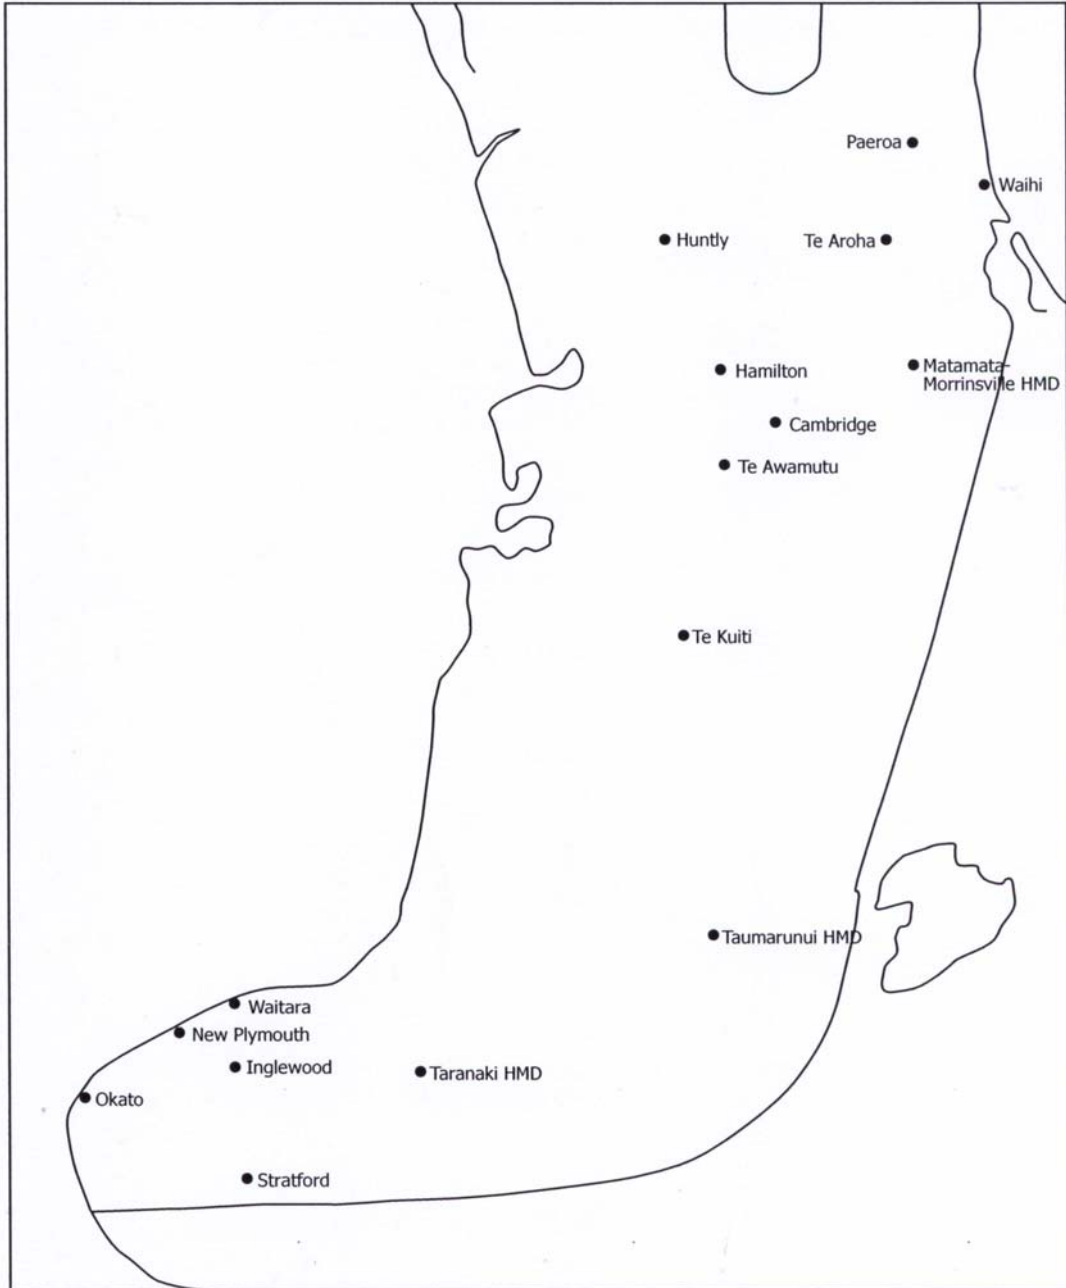 Paeroa
Waihi
Huntly
Te Aroha
Hamilton
Matamata-
Morrinsville HMD
Cambridge
Te Awamutu
Te Kuiti
Taumarunui HMD
Waitara
New Plymouth
Inglewood
Taranaki HMD
Okato
Stratford